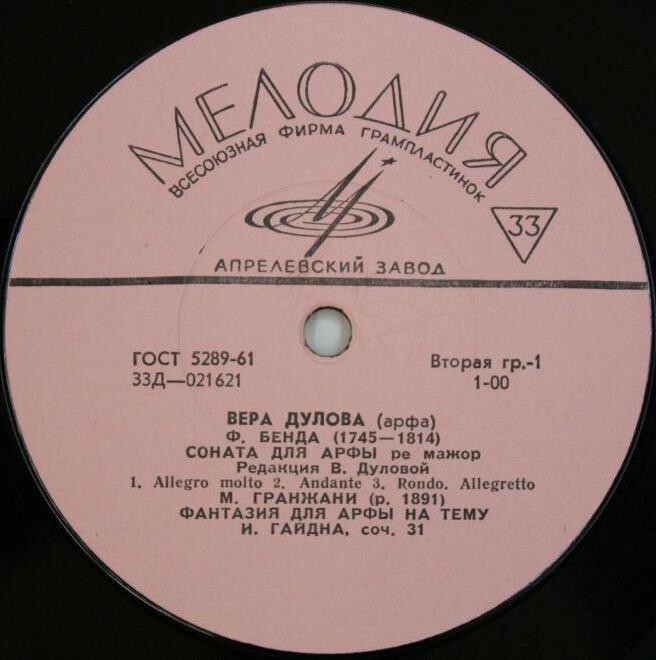 МЕЛОДИЯ
ВСЕСОЮЗНАЯ ФИРМА ГРАМПЛАСТИНОК
33
АПРЕЛЕВСКИЙ ЗАВОД
ГОСТ 5289-61 Вторая гр.-1
33Д—021621 1-00
ВЕРА ДУЛОВА (арфа)
Ф. БЕНДА (1745—1814)
СОНАТА ДЛЯ АРФЫ ре мажор
Редакция В. Дуловой
1. Allegro molto 2. Andante 3. Rondo. Allegretto
М. ГРАНЖАНИ (р. 1891)
ФАНТАЗИЯ ДЛЯ АРФЫ НА ТЕМУ
И. ГАЙДНА, соч. 31